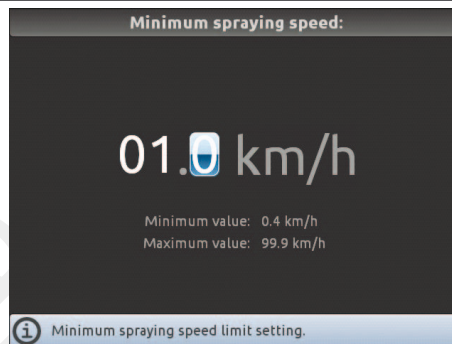 Minimum spraying speed:
01.0 km/h
Minimum value: 0.4 km/h
Maximum value: 99.9 km/h
Minimum spraying speed limit setting.